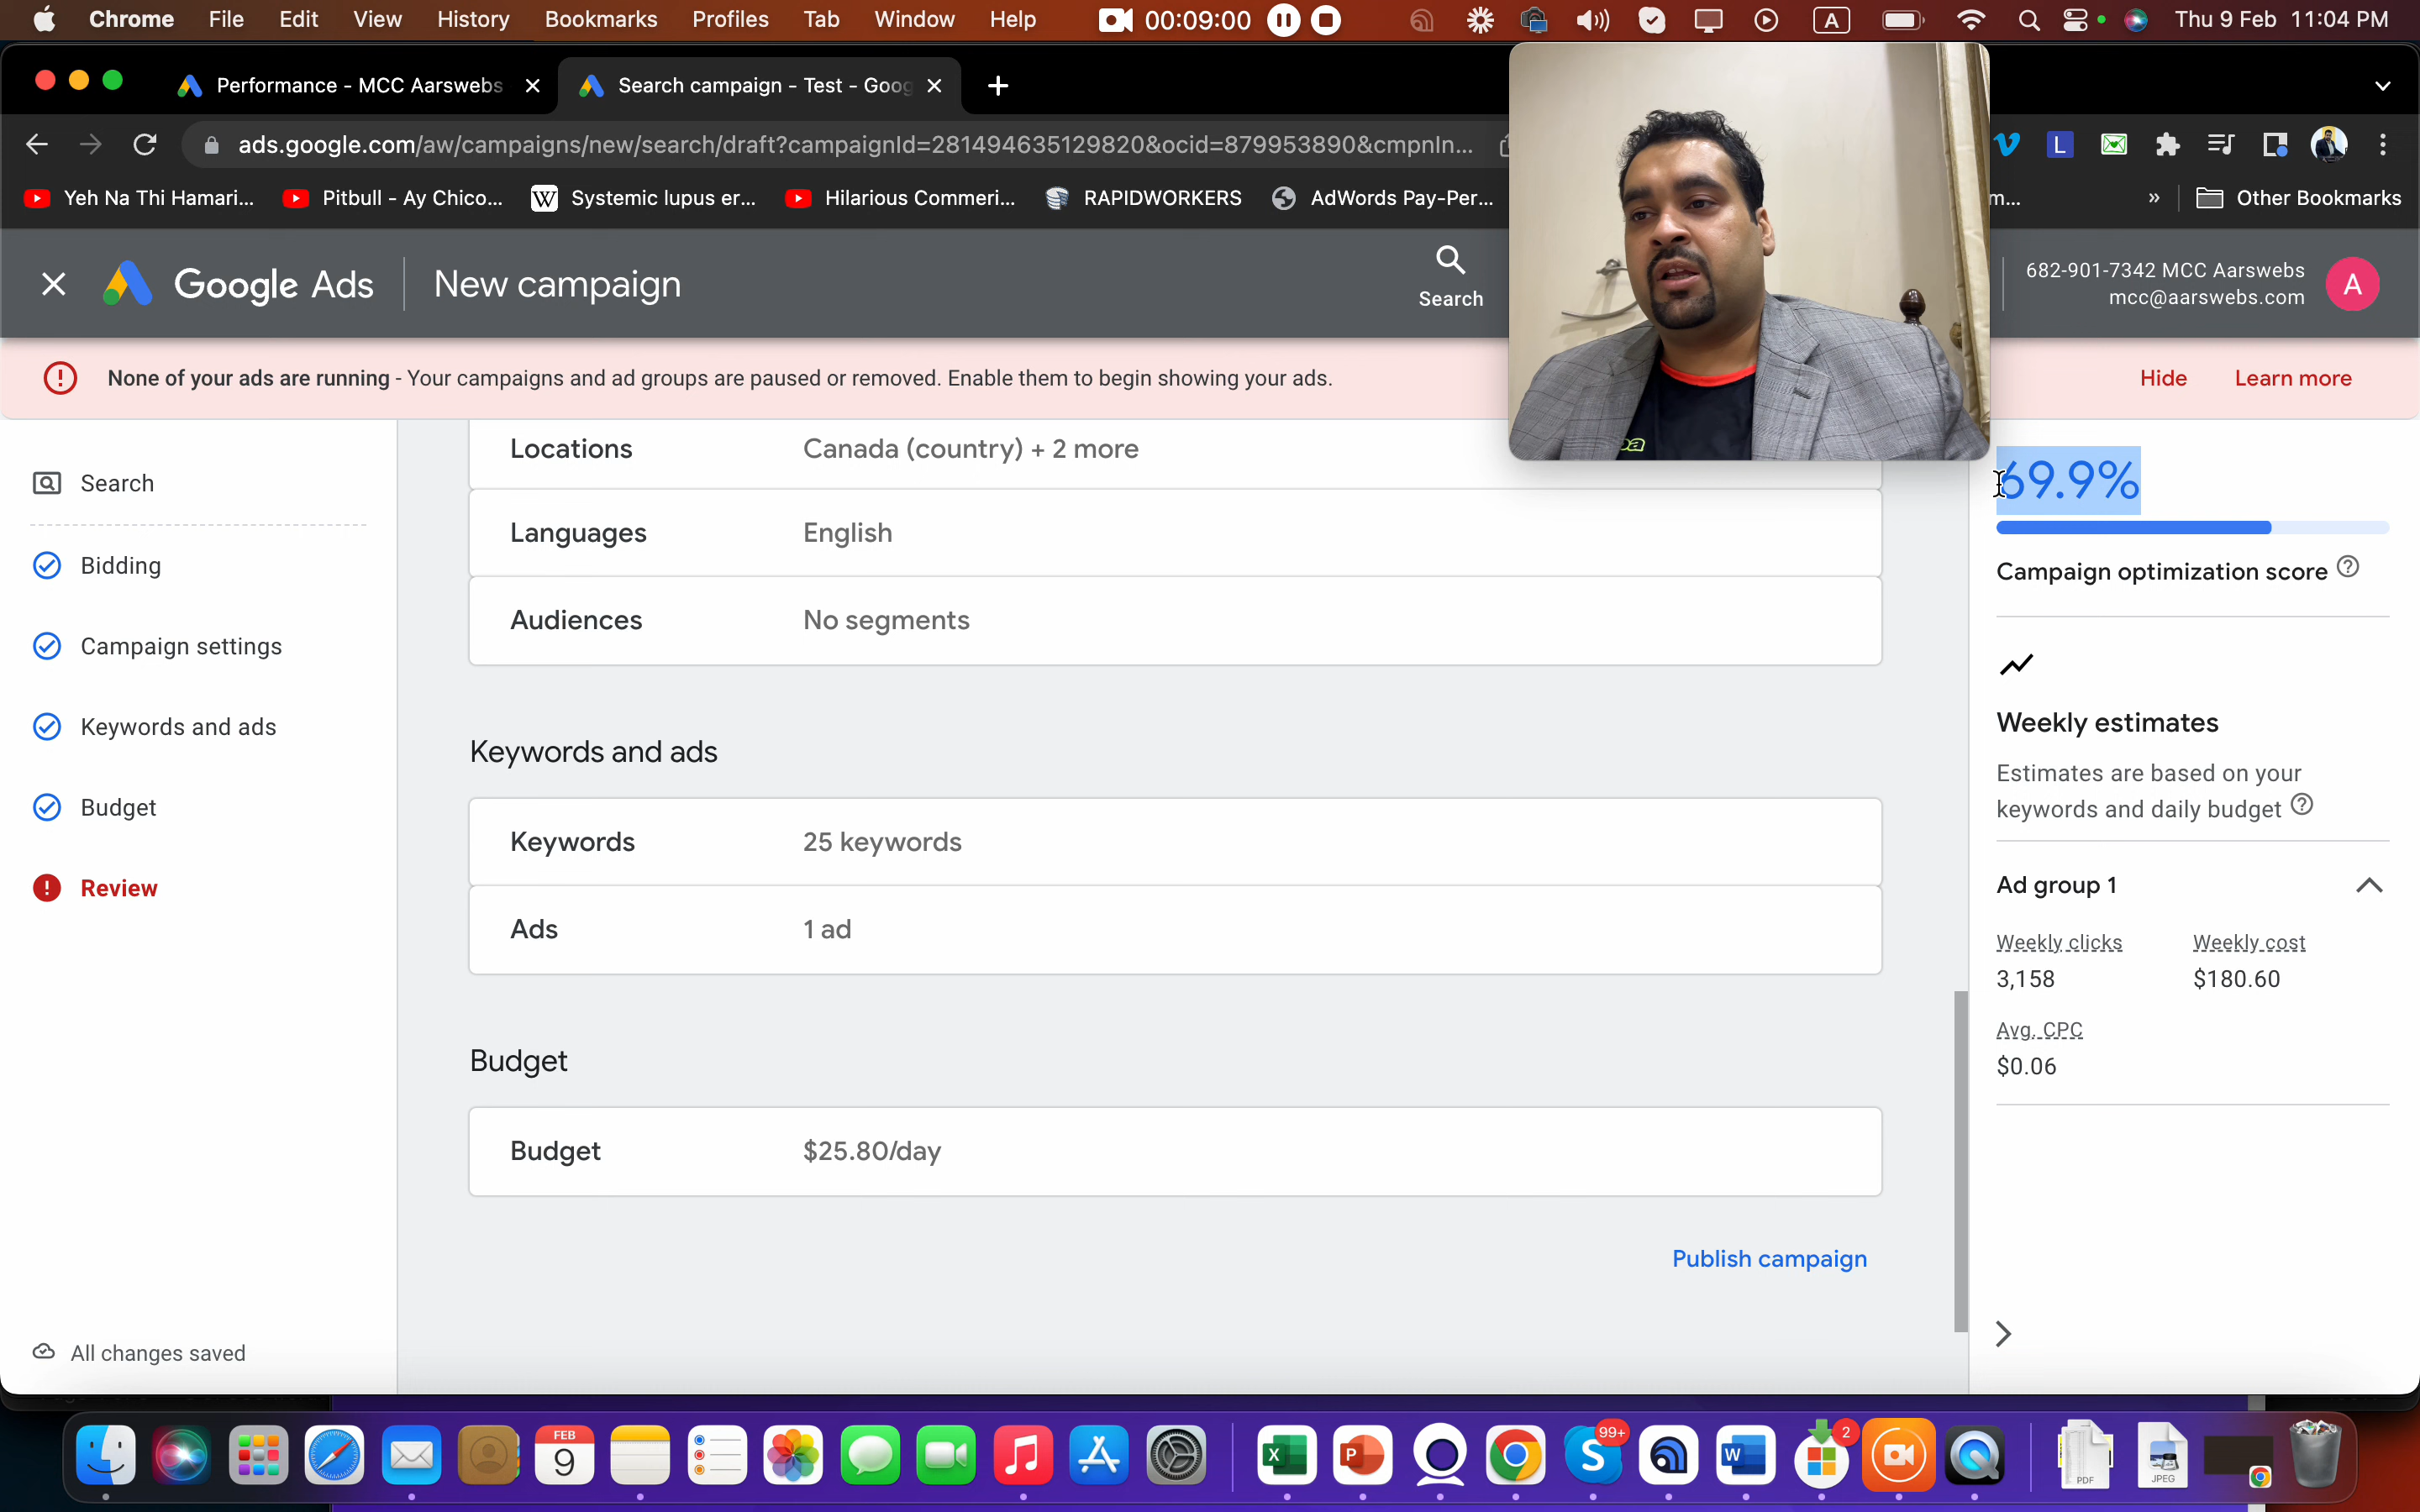 Chrome File Edit View History Bookmarks Profiles Tab Window Help 00:09:00 A Thu 9 Feb 11:04 PM
Performance - MCC Aarswebs Search campaign - Test - Goog
ads.google.com/aw/campaigns/new/search/draft?campaignId=281494635129820&ocid=879953890&cmpnIn... L
Yeh Na Thi Hamari... Pitbull - Ay Chico... W Systemic lupus er... Hilarious Commeri... RAPIDWORKERS AdWords Pay-Per... m... » Other Bookmarks
Google Ads New campaign
Search
682-901-7342 MCC Aarswebs
mcc@aarswebs.com
A
None of your ads are running - Your campaigns and ad groups are paused or removed. Enable them to begin showing your ads. Hide Learn more
Search
Bidding
Campaign settings
Keywords and ads
Budget
Review
All changes saved
Locations Canada (country) + 2 more
Languages English
Audiences No segments
Keywords and ads
Keywords 25 keywords
Ads 1 ad
Budget
Budget $25.80/day
Publish campaign
69.9%
Campaign optimization score
Weekly estimates
Estimates are based on your
keywords and daily budget
Ad group 1
Weekly clicks Weekly cost
3,158 $180.60
Avg. CPC
$0.06
FEB
9
X P 99+ S W 2
PDF JPEG